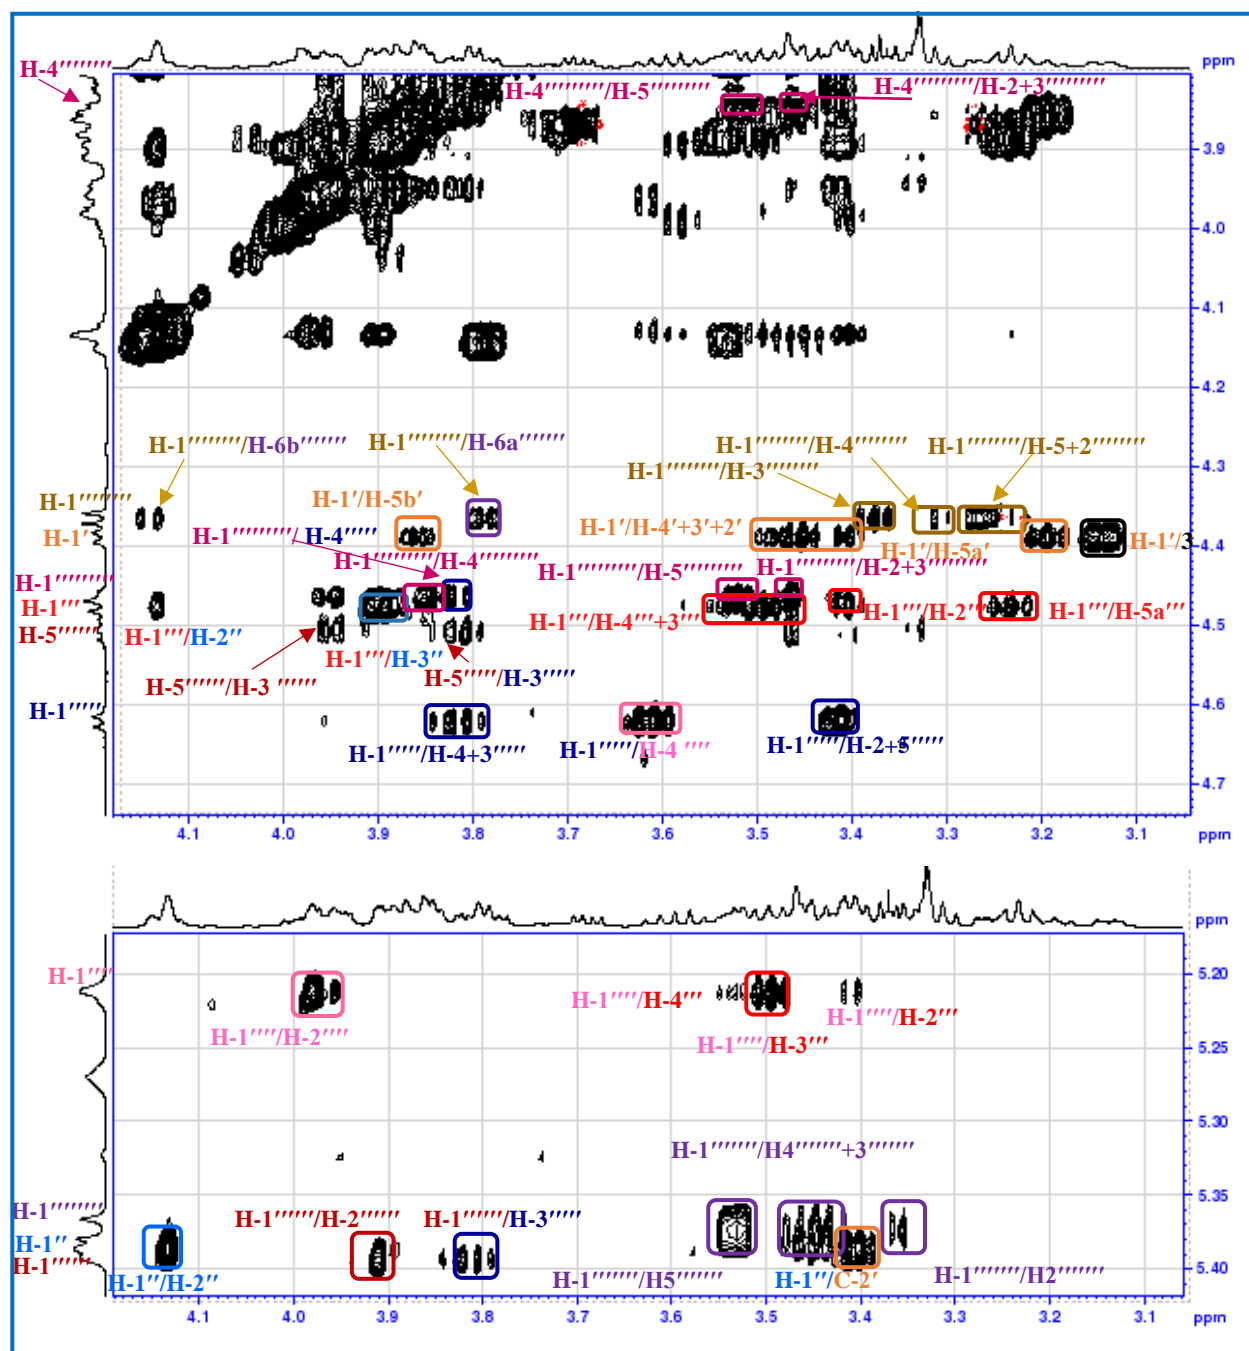 ppm
H-4′′′′′′′′
H-4′′′′′′′′/H-5′′′′′′′′
H-4′′′′′′′′/H-2+3′′′′′′′′
3.9
4.0
4.1
4.2
4.3
4.4
4.5
4.6
4.7
H-1′′′′′′′′/H-6b′′′′′′′
H-1′′′′′′′′/H-6a′′′′′′′
H-1′′′′′′′′/H-4′′′′′′′′
H-1′′′′′′′′/H-5+2′′′′′′′′
H-1′′′′′′′′/H-3′′′′′′′′
H-1′′′′′′′′
H-1′/H-5b′
H-1′
H-1′′′′′′′′/H-4′′′′′
H-1′/H-4′+3′+2′
H-1′/H-5a′
H-1′/3
H-1′′′′′′′′/H-4′′′′′′′′
H-1′′′′′′′′/H-5′′′′′′′′
H-1′′′′′′′′/H-2+3′′′′′′′′
H-1′′′′′′′′
H-1′′′
H-5′′′′′′
H-1′′′/H-4′′′+3′′′
H-1′′′/H-2′′′
H-1′′′/H-5a′′′
H-1′′′/H-2′′
H-1′′′/H-3′′
H-5′′′′′′/H-3 ′′′′′′
H-5′′′′′/H-3′′′′′
H-1′′′′′
H-1′′′′′/H-4+3′′′′′
H-1′′′′′/H-4 ′′′′
H-1′′′′′/H-2+5′′′′′
4.1 4.0 3.9 3.8 3.7 3.6 3.5 3.4 3.3 3.2 3.1 ppm
ppm
H-1′′′′
5.20
5.25
5.30
5.35
5.40
H-1′′′′/H-2′′′′
H-1′′′′/H-4′′′
H-1′′′′/H-2′′′
H-1′′′′/H-3′′′
H-1′′′′′′′/H4′′′′′′′+3′′′′′′′
H-1′′′′′′′′
H-1′′
H-1′′′′′
H-1′′′′′′/H-2′′′′′′
H-1′′′′′′/H-3′′′′′
H-1′′/H-2′′
H-1′′′′′′′/H5′′′′′′′
H-1′′/C-2′
H-1′′′′′′′/H2′′′′′′′
4.1 4.0 3.9 3.8 3.7 3.6 3.5 3.4 3.3 3.2 3.1 ppm